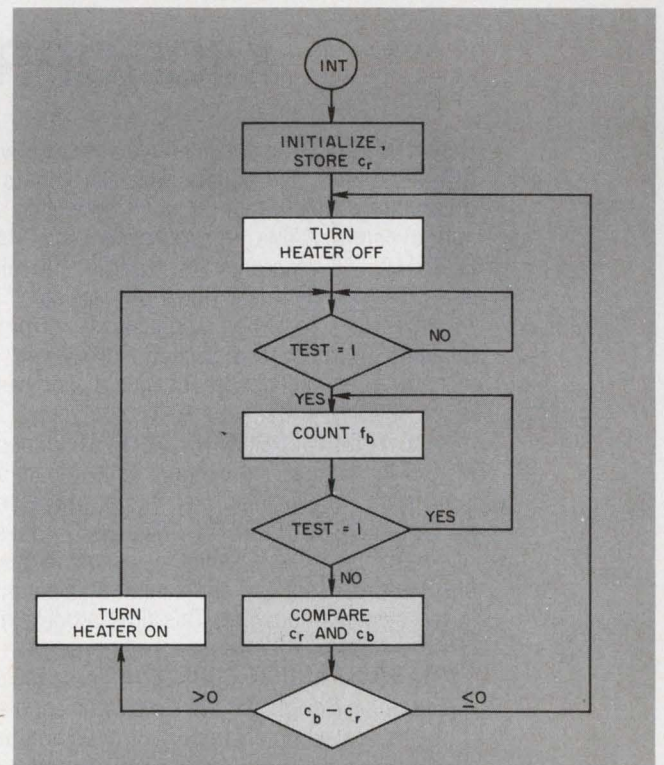 INT
INITIALIZE,
STORE cr
TURN
HEATER OFF
TEST = 1
NO
YES
COUNT fb
TEST = 1
YES
NO
TURN
HEATER ON
COMPARE
cr AND cb
>0
cb – cr
≤0